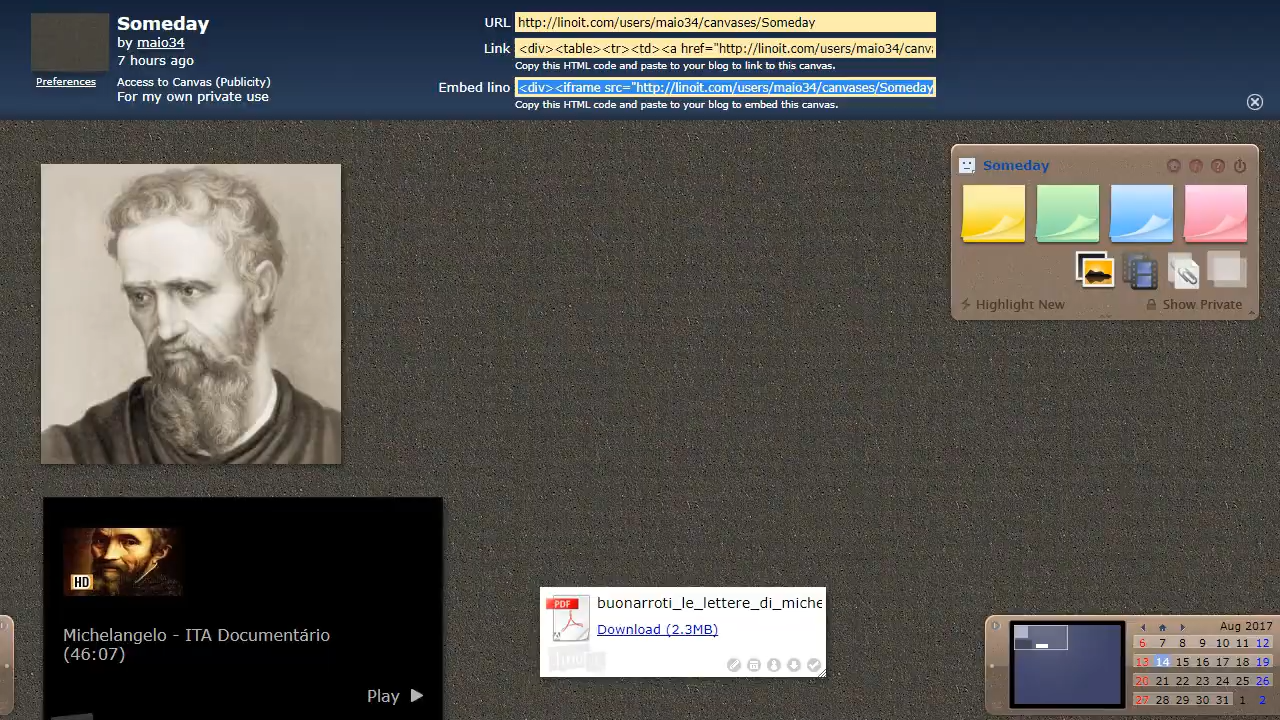 Someday
by maio34
7 hours ago
Preferences
Access to Canvas (Publicity)
For my own private use
URL
http://linoit.com/users/maio34/canvases/Someday
Link
<div><table><tr><td><a href="http://linoit.com/users/maio34/canva
Copy this HTML code and paste to your blog to link to this canvas.
Embed lino
<div><iframe src="http://linoit.com/users/maio34/canvases/Someday
Copy this HTML code and paste to your blog to embed this canvas.
Someday
Highlight New
Show Private
HD
Michelangelo - ITA Documentário
(46:07)
Play
PDF
buonarroti_le_lettere_di_miche
Download (2.3MB)
Aug 2017
6 7 8 9 10 11 12
13 14 15 16 17 18 19
20 21 22 23 24 25 26
27 28 29 30 31 1 2